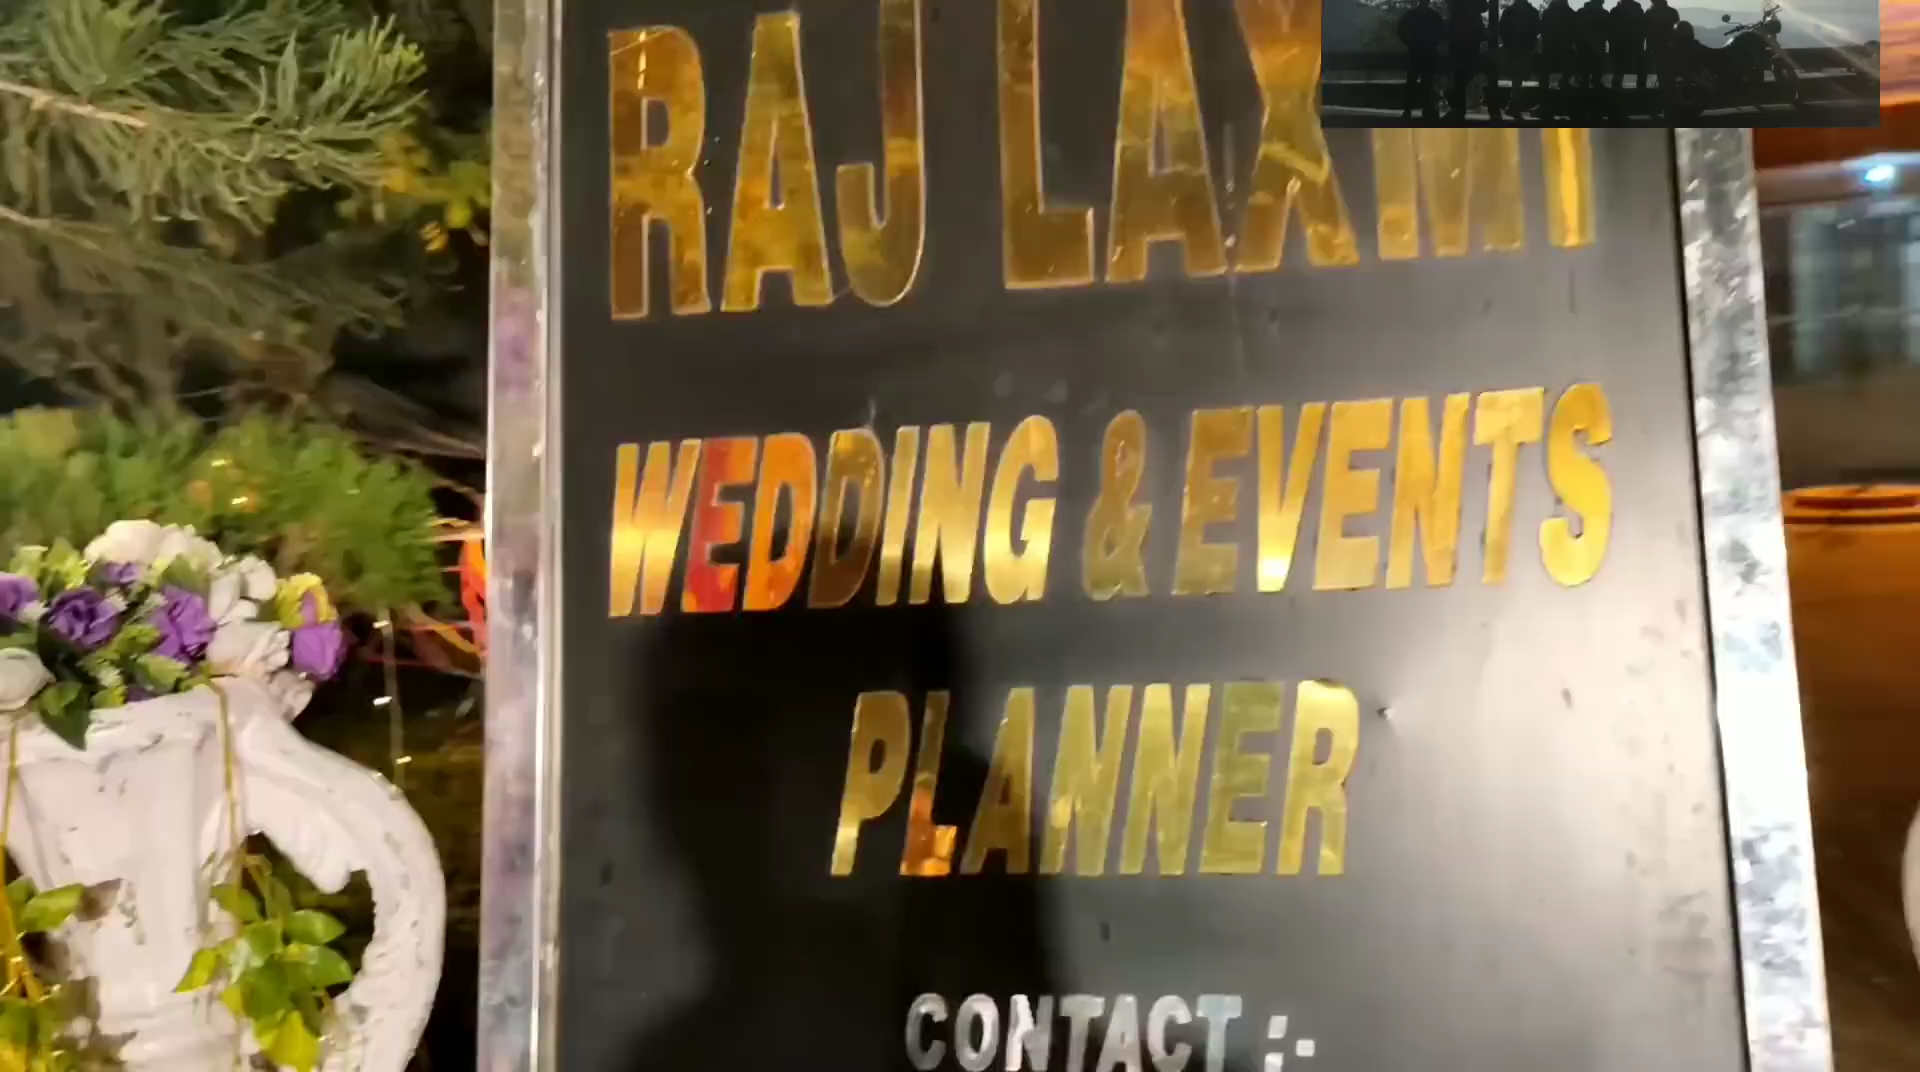 RAJ LAXMI
WEDDING & EVENTS
PLANNER
CONTACT :-